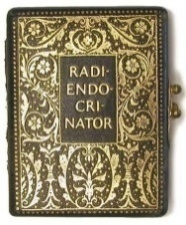 RADI-
ENDO-
CRI-
NATOR